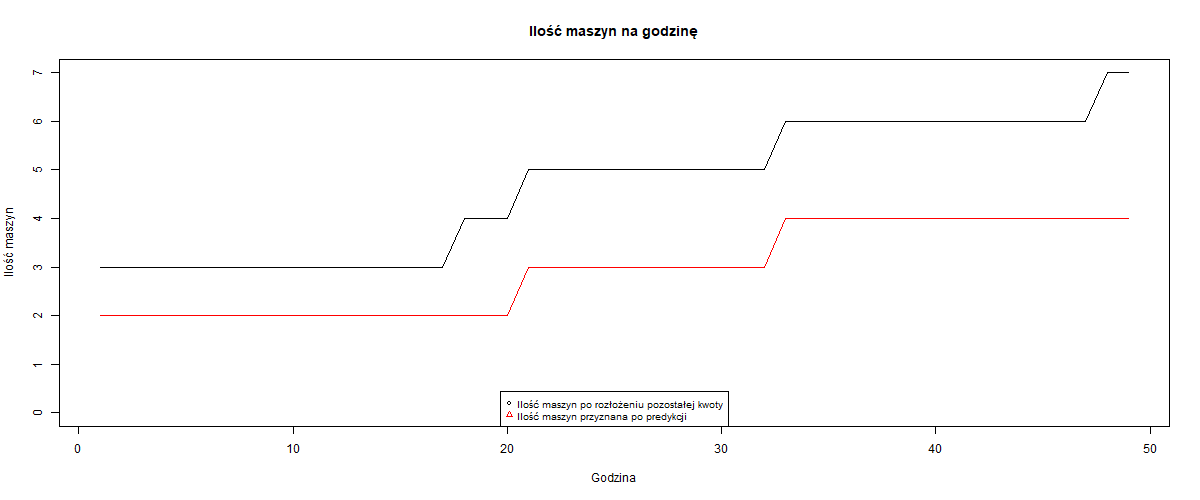 Ilość maszyn na godzinę
7
6
5
4
3
2
1
0
Ilość maszyn
Ilość maszyn po rozłożeniu pozostałej kwoty
Ilość maszyn przyznana po predykcji
0 10 20 30 40 50
Godzina